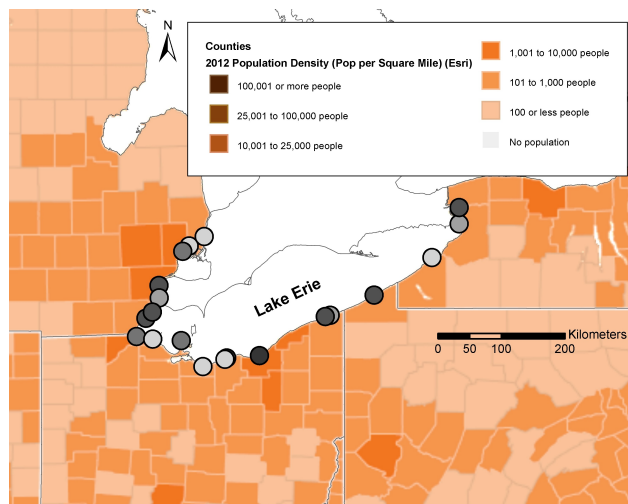 N
Counties
2012 Population Density (Pop per Square Mile) (Esri)
100,001 or more people
25,001 to 100,000 people
10,001 to 25,000 people
1,001 to 10,000 people
101 to 1,000 people
100 or less people
No population
Lake Erie
Kilometers
0 50 100 200